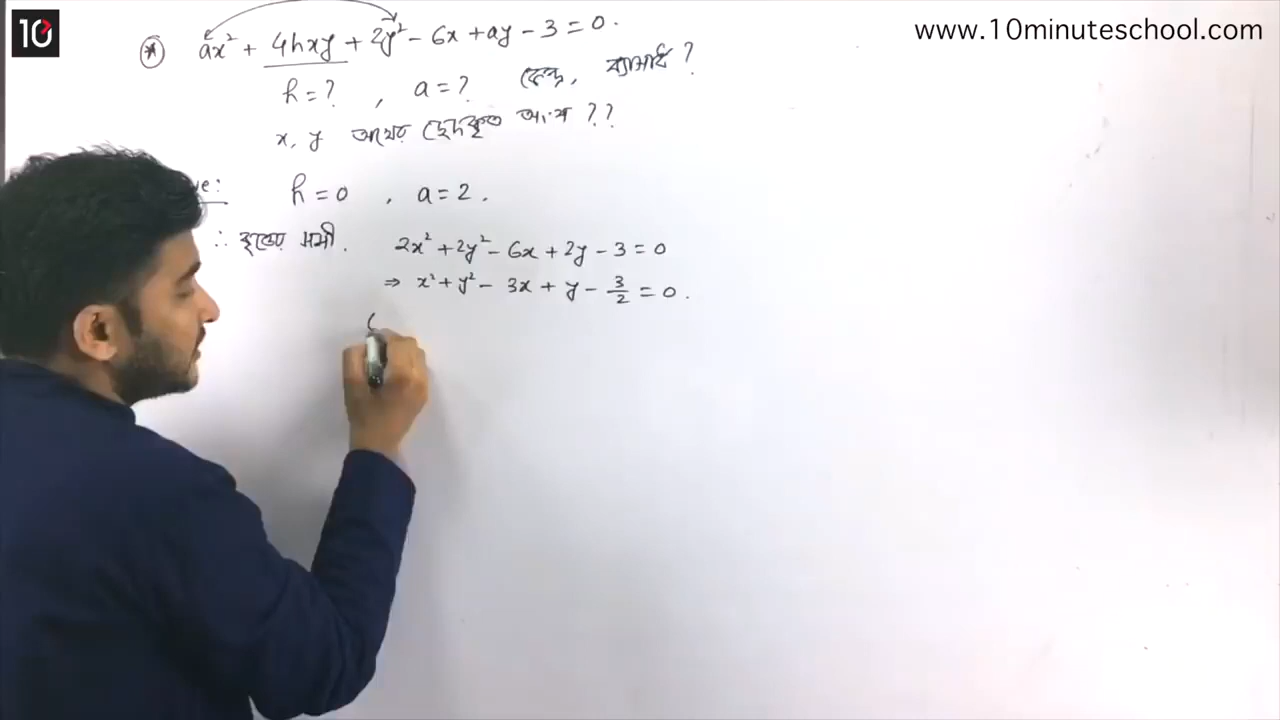 10
www.10minuteschool.com
* ax² + 4hxy + 2y² - 6x + ay - 3 = 0.
h = ? , a = ? কেন্দ্র, ব্যাসার্ধ ?
x, y অক্ষের ছেদকৃত অংশ ??
h = 0 , a = 2.
∴ বৃত্তের সমী. 2x² + 2y² - 6x + 2y - 3 = 0
⇒ x² + y² - 3x + y - 3/2 = 0.